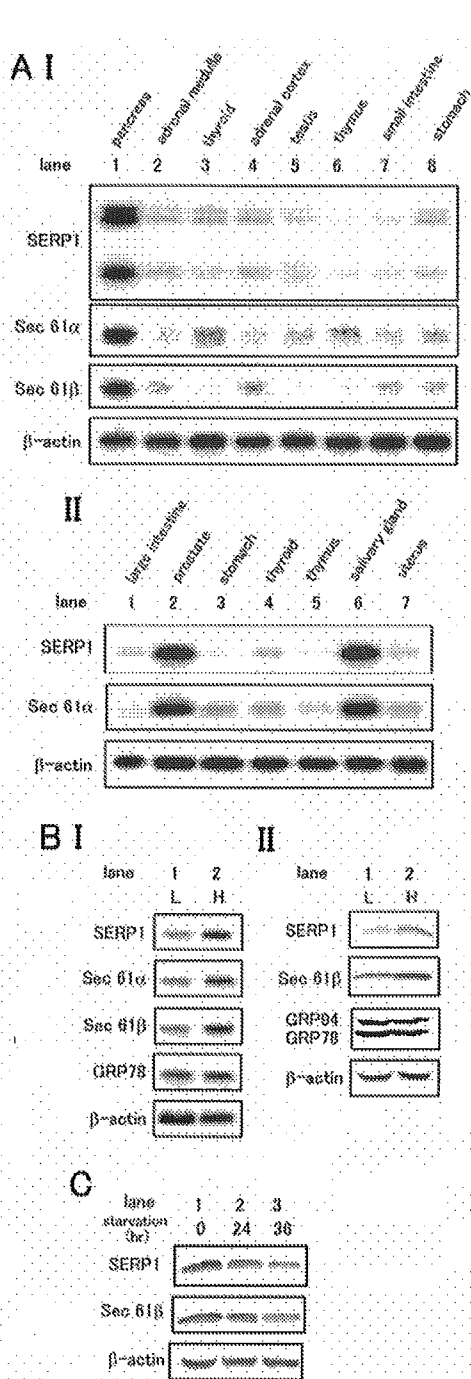 A I
pancreas adrenal medulla thyroid adrenal cortex testis thymus small intestine stomach
lane 1 2 3 4 5 6 7 8
SERP1
Sec 61α
Sec 61β
β-actin
II
large intestine prostate stomach thyroid thymus salivary gland uterus
lane 1 2 3 4 5 6 7
SERP1
Sec 61α
β-actin
B I
lane 1 2
L H
SERP1
Sec 61α
Sec 61β
GRP78
β-actin
II
lane 1 2
L H
SERP1
Sec 61β
GRP94
GRP78
β-actin
C
lane 1 2 3
starvation 0 24 36
(hr)
SERP1
Sec 61β
β-actin